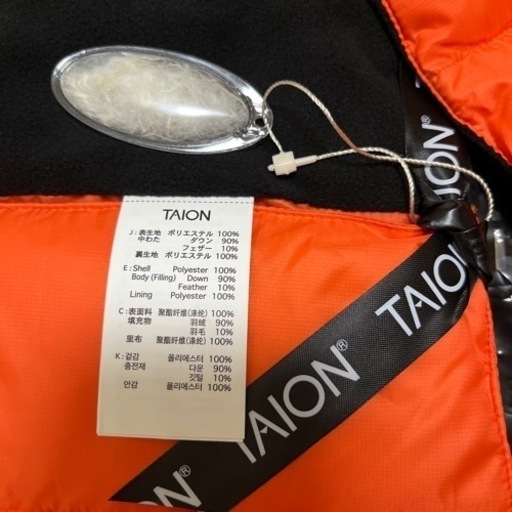 TAION
J : 表生地 ポリエステル 100%
中わた ダウン 90%
フェザー 10%
裏生地 ポリエステル 100%
E : Shell Polyester 100%
Body (Filling) Down 90%
Feather 10%
Lining Polyester 100%
C : 表面料 聚酯纤维(涤纶) 100%
填充物 羽绒 90%
羽毛 10%
里布 聚酯纤维(涤纶) 100%
K : 겉감 폴리에스터 100%
충전재 다운 90%
깃털 10%
안감 폴리에스터 100%
TAION®
TAION®
TAION®
TAION®